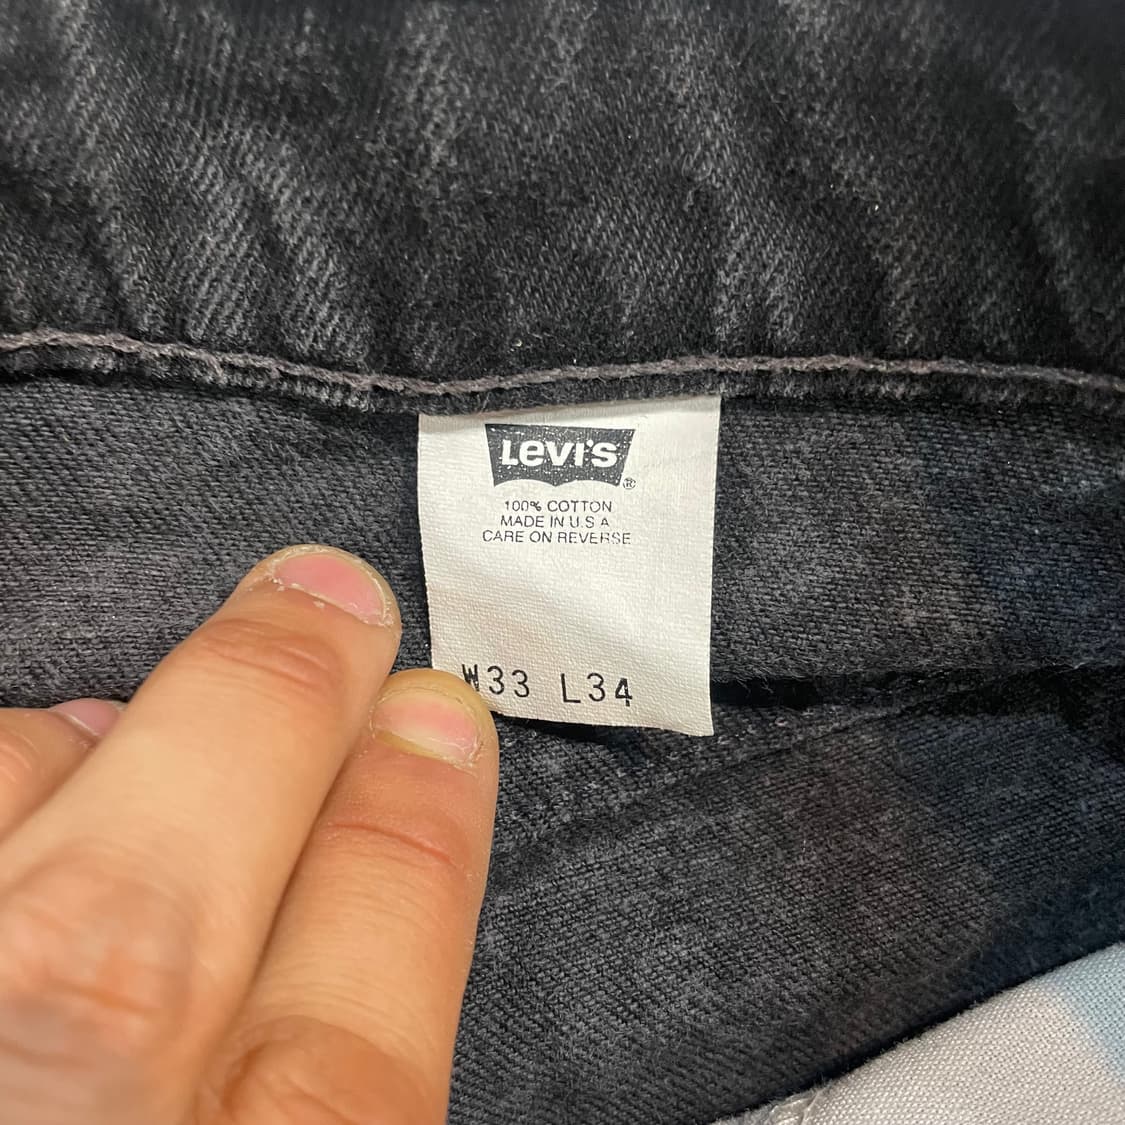 Levi's ®
100% COTTON
MADE IN U.S.A
CARE ON REVERSE
W33 L34